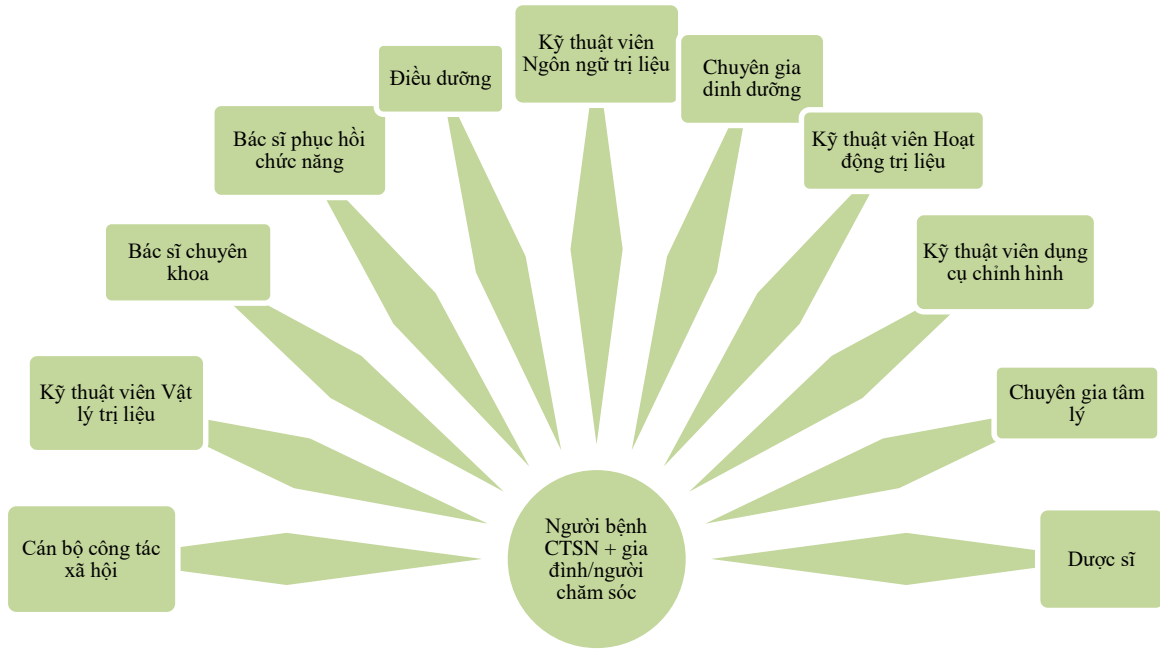 Kỹ thuật viên
Ngôn ngữ trị liệu
Điều dưỡng
Chuyên gia
dinh dưỡng
Bác sĩ phục hồi
chức năng
Kỹ thuật viên Hoạt
động trị liệu
Bác sĩ chuyên
khoa
Kỹ thuật viên dụng
cụ chỉnh hình
Kỹ thuật viên Vật
lý trị liệu
Chuyên gia tâm
lý
Cán bộ công tác
xã hội
Người bệnh
CTSN + gia
đình/người
chăm sóc
Dược sĩ